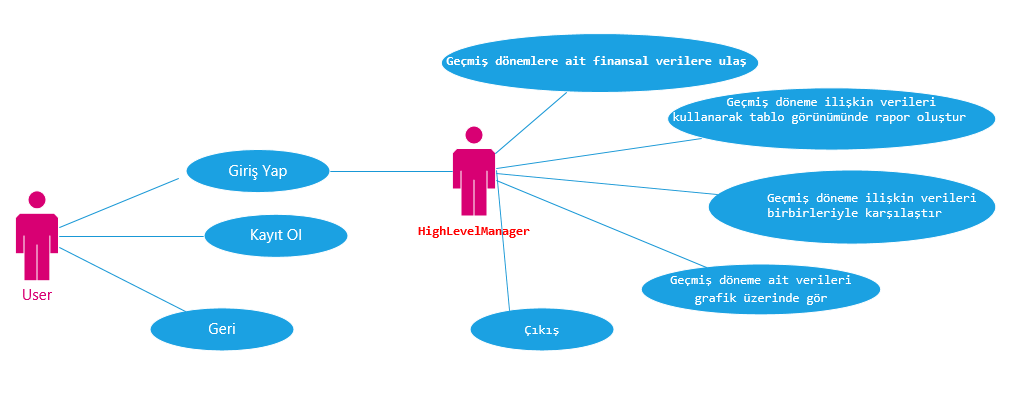 Geçmiş dönemlere ait finansal verilere ulaş
Geçmiş döneme ilişkin verileri
kullanarak tablo görünümünde rapor oluştur
Giriş Yap
Geçmiş döneme ilişkin verileri
birbirleriyle karşılaştır
HighLevelManager
Kayıt Ol
User
Geçmiş döneme ait verileri
grafik üzerinde gör
Geri
Çıkış